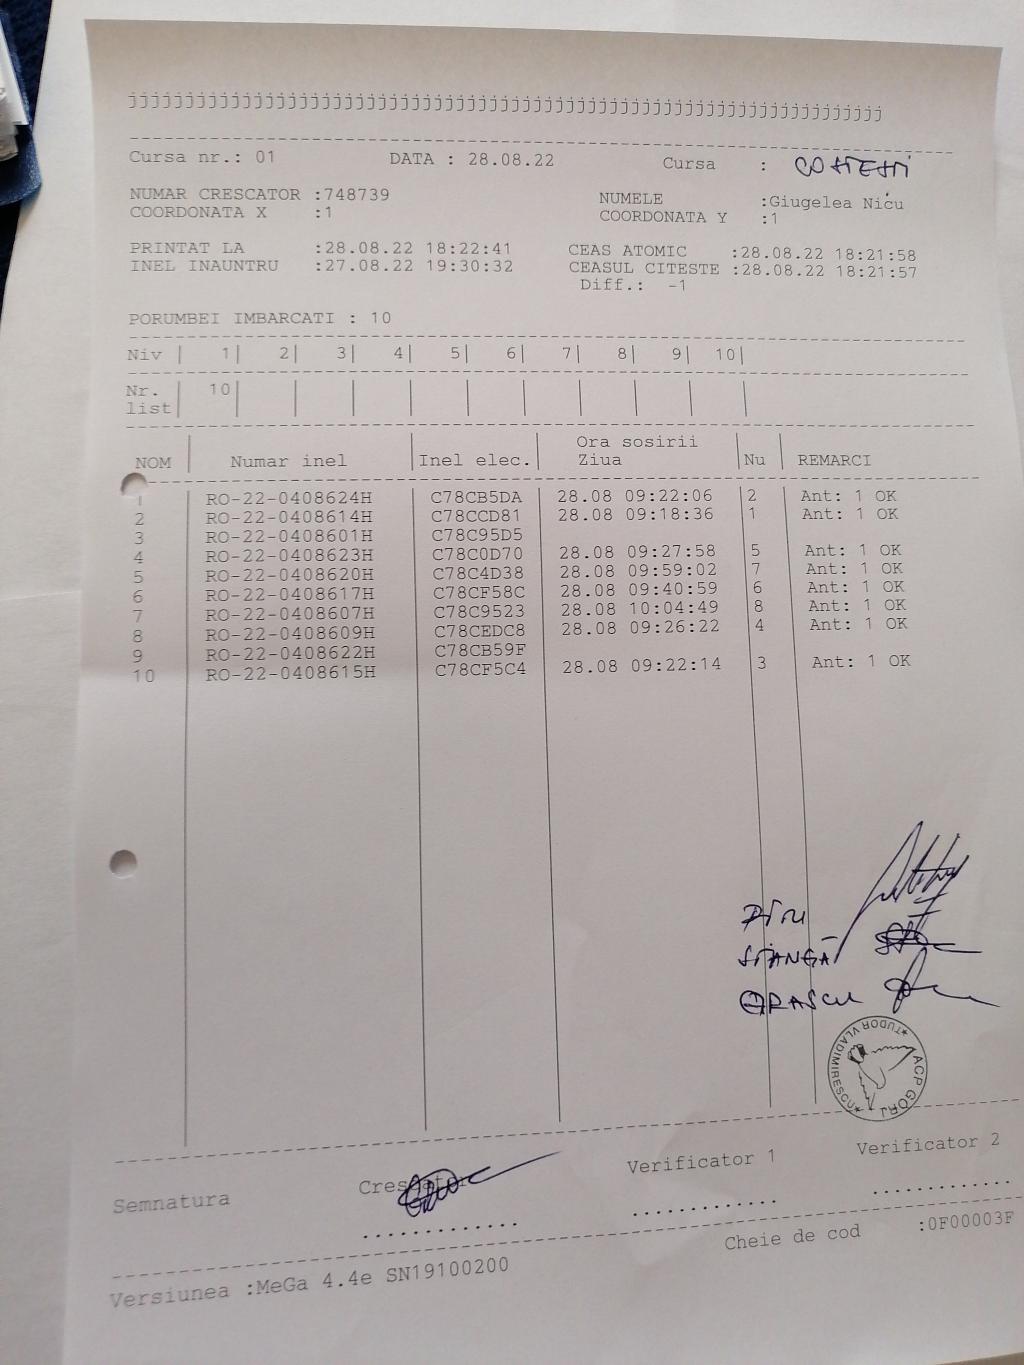 jjjjjjjjjjjjjjjjjjjjjjjjjjjjjjjjjjjjjjjjjjjjjjjjjjjjjjjjjjjjjjjjjjjjjj
Cursa nr.: 01 DATA : 28.08.22 Cursa : COSTESTI
NUMAR CRESCATOR :748739 NUMELE :Giugelea Nicu
COORDONATA X :1 COORDONATA Y :1
PRINTAT LA :28.08.22 18:22:41 CEAS ATOMIC :28.08.22 18:21:58
INEL INAUNTRU :27.08.22 19:30:32 CEASUL CITESTE :28.08.22 18:21:57
Diff.: -1
PORUMBEI IMBARCATI : 10
Niv | 1| 2| 3| 4| 5| 6| 7| 8| 9| 10|
Nr. 10
list
Ora sosirii
NOM Numar inel Inel elec. Ziua Nu REMARCI
1 RO-22-0408624H C78CB5DA 28.08 09:22:06 2 Ant: 1 OK
2 RO-22-0408614H C78CCD81 28.08 09:18:36 1 Ant: 1 OK
3 RO-22-0408601H C78C95D5
4 RO-22-0408623H C78C0D70 28.08 09:27:58 5 Ant: 1 OK
5 RO-22-0408620H C78C4D38 28.08 09:59:02 7 Ant: 1 OK
6 RO-22-0408617H C78CF58C 28.08 09:40:59 6 Ant: 1 OK
7 RO-22-0408607H C78C9523 28.08 10:04:49 8 Ant: 1 OK
8 RO-22-0408609H C78CEDC8 28.08 09:26:22 4 Ant: 1 OK
9 RO-22-0408622H C78CB59F
10 RO-22-0408615H C78CF5C4 28.08 09:22:14 3 Ant: 1 OK
STANGĂ
ACP GORJ *TUDOR VLADIMIRESCU*
Semnatura Crescator Verificator 1 Verificator 2
Cheie de cod :0F00003F
Versiunea :MeGa 4.4e SN19100200